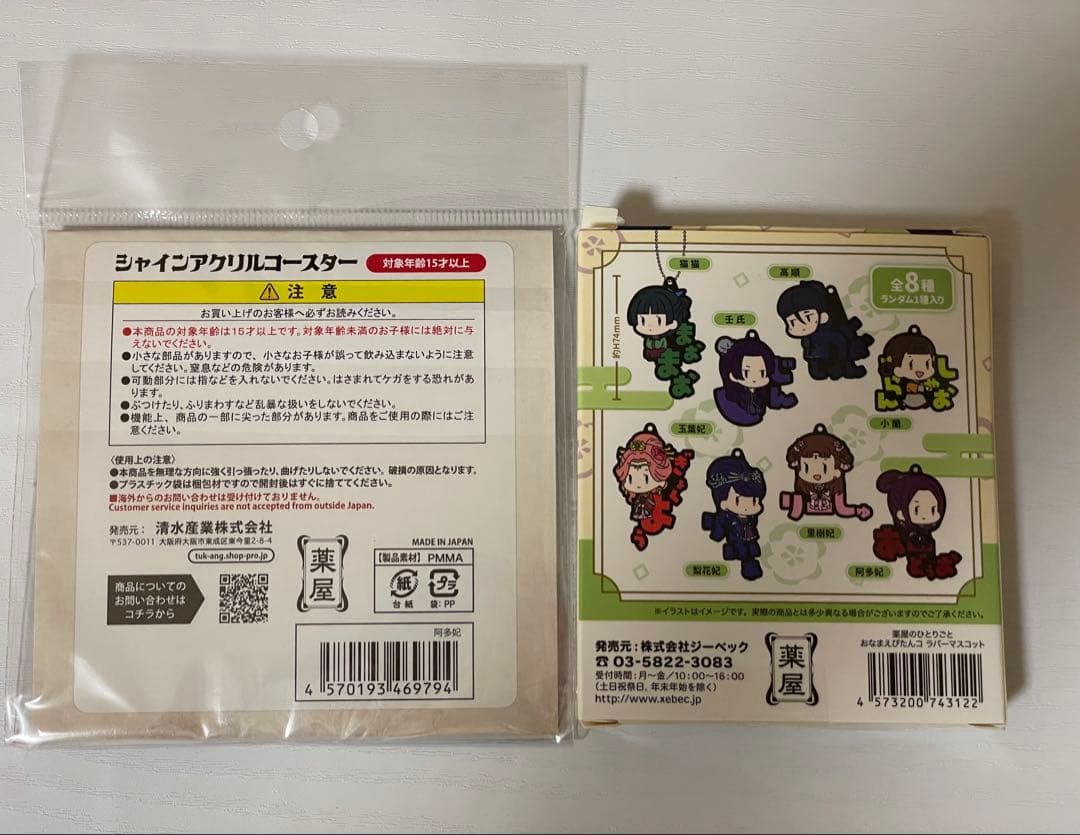 シャインアクリルコースター
対象年齢15才以上
⚠ 注 意
お買い上げのお客様へ必ずお読みください。
●本商品の対象年齢は15才以上です。対象年齢未満のお子様には絶対に与
えないでください。
●小さな部品がありますので、小さなお子様が誤って飲み込まないように注意
してください。窒息などの危険があります。
●可動部分には指などを入れないでください。はさまれてケガをする恐れがあ
ります。
●ぶつけたり、ふりまわすなど乱暴な扱いをしないでください。
●機能上、商品の一部に尖った部分があります。商品をご使用の際にはご注
意ください。
〈使用上の注意〉
●本商品を無理な方向に強く引っ張ったり、曲げたりしないでください。破損の原因となります。
●プラスチック袋は梱包材ですので開封後はすぐに捨ててください。
■海外からのお問い合わせは受け付けておりません。
Customer service inquiries are not accepted from outside Japan.
発売元: 清水産業株式会社
〒537-0011 大阪府大阪市東成区東今里2-8-4
tuk-ang.shop-pro.jp
商品についての
お問い合わせは
コチラから
薬屋
MADE IN JAPAN
【製品素材】 PMMA
紙
台 紙
プラ
袋: PP
阿多妃
4 570193 469794
全8種
ランダム1種入り
約H74mm
猫猫
まおまお
壬氏
じん
高順
小蘭
しゃおらん
玉葉妃
ぎょくよう
梨花妃
里樹妃
りしゅ
阿多妃
※イラストはイメージです。実際の商品とは多少異なる場合がございますのでご了承ください。
発売元:株式会社ジーベック
☎03-5822-3083
受付時間:月～金/10:00～16:00
(土日祝祭日、年末年始を除く)
http://www.xebec.jp
薬屋
薬屋のひとりごと
おなまえぴたんコ ラバーマスコット
4 573200 743122